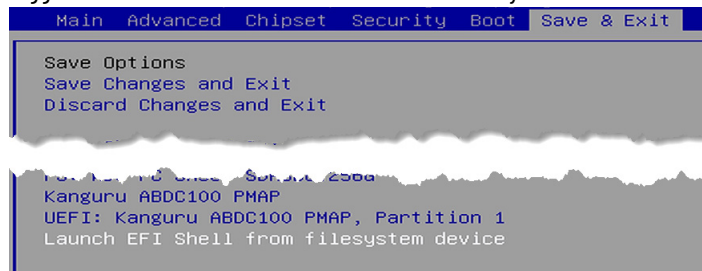 Main Advanced Chipset Security Boot Save & Exit
Save Options
Save Changes and Exit
Discard Changes and Exit
Kanguru ABDC100 PMAP
UEFI: Kanguru ABDC100 PMAP, Partition 1
Launch EFI Shell from filesystem device